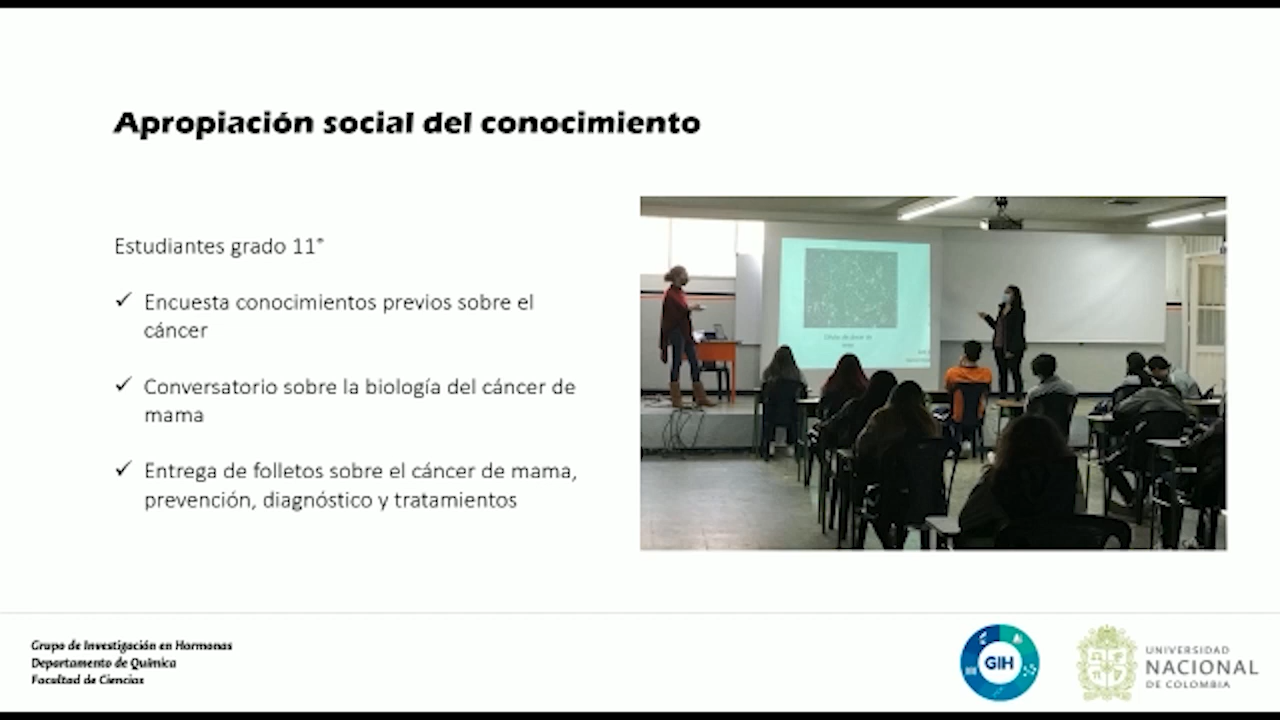 Apropiación social del conocimiento
Estudiantes grado 11°
✓ Encuesta conocimientos previos sobre el
cáncer
✓ Conversatorio sobre la biología del cáncer de
mama
✓ Entrega de folletos sobre el cáncer de mama,
prevención, diagnóstico y tratamientos
Grupo de Investigación en Hormonas
Departamento de Química
Facultad de Ciencias
GIH
UNIVERSIDAD
NACIONAL
DE COLOMBIA